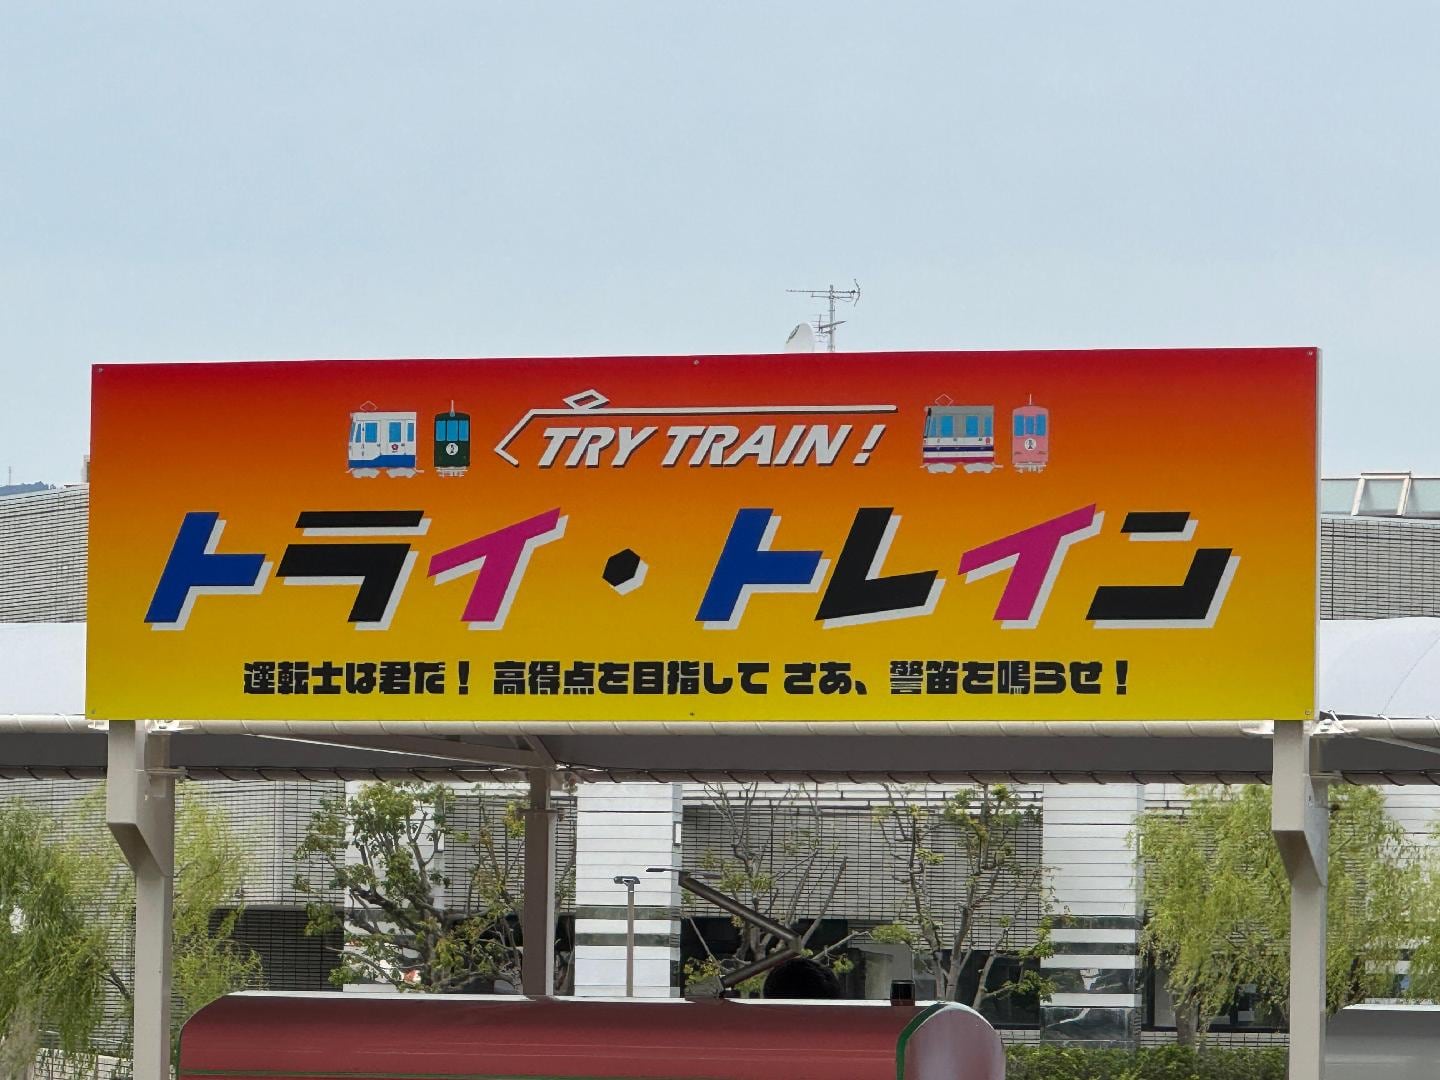 TRY TRAIN!
トライ・トレイン
運転士は君だ！ 高得点を目指して さあ、警笛を鳴らせ！